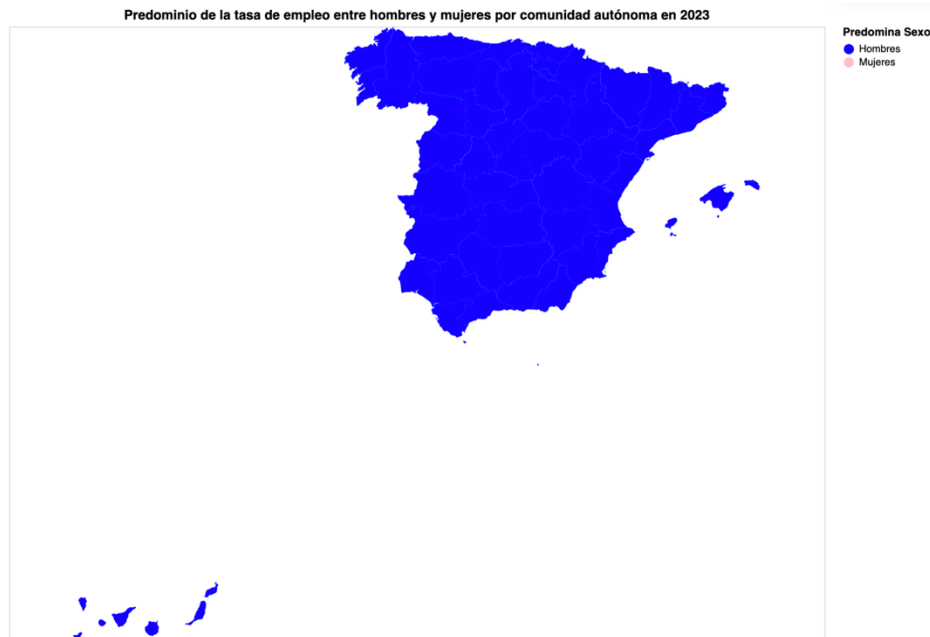 Predominio de la tasa de empleo entre hombres y mujeres por comunidad autónoma en 2023
Predomina Sexo
Hombres
Mujeres